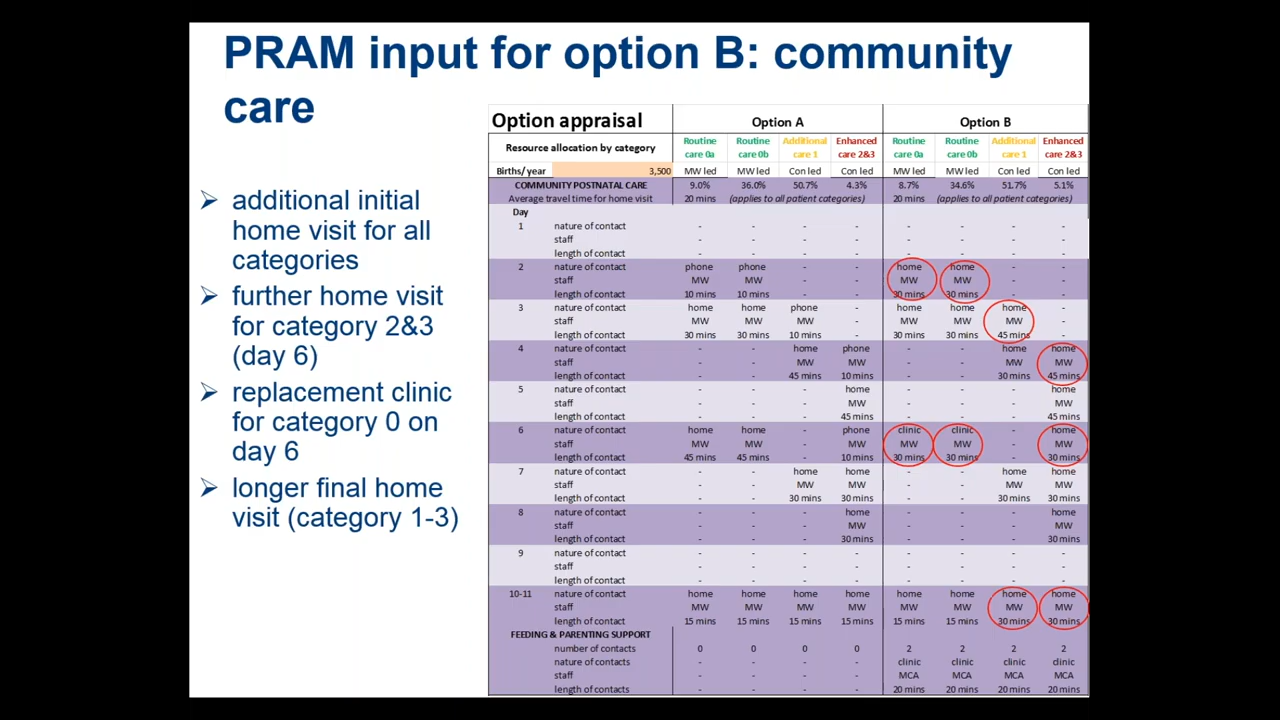 PRAM input for option B: community
care
➢ additional initial
home visit for all
categories
➢ further home visit
for category 2&3
(day 6)
➢ replacement clinic
for category 0 on
day 6
➢ longer final home
visit (category 1-3)
Option appraisal Option A Option B
Resource allocation by category Routine care 0a Routine care 0b Additional care 1 Enhanced care 2&3 Routine care 0a Routine care 0b Additional care 1 Enhanced care 2&3
Births/year 3,500 MW led MW led Con led Con led MW led MW led Con led Con led
COMMUNITY POSTNATAL CARE 9.0% 36.0% 50.7% 4.3% 8.7% 34.6% 51.7% 5.1%
Average travel time for home visit 20 mins (applies to all patient categories) 20 mins (applies to all patient categories)
Day
1 nature of contact - - - - - - - -
staff - - - - - - - -
length of contact - - - - - - - -
2 nature of contact phone phone - - home home - -
staff MW MW - - MW MW - -
length of contact 10 mins 10 mins - - 30 mins 30 mins - -
3 nature of contact home home phone - home home home -
staff MW MW MW - MW MW MW -
length of contact 30 mins 30 mins 10 mins - 30 mins 30 mins 45 mins -
4 nature of contact - - home phone - - home home
staff - - MW MW - - MW MW
length of contact - - 45 mins 10 mins - - 30 mins 45 mins
5 nature of contact - - - home - - - home
staff - - - MW - - - MW
length of contact - - - 45 mins - - - 45 mins
6 nature of contact home home - phone clinic clinic - home
staff MW MW - MW MW MW - MW
length of contact 45 mins 45 mins - 10 mins 30 mins 30 mins - 30 mins
7 nature of contact - - home home - - home home
staff - - MW MW - - MW MW
length of contact - - 30 mins 30 mins - - 30 mins 30 mins
8 nature of contact - - - home - - - home
staff - - - MW - - - MW
length of contact - - - 30 mins - - - 30 mins
9 nature of contact - - - - - - - -
staff - - - - - - - -
length of contact - - - - - - - -
10-11 nature of contact home home home home home home home home
staff MW MW MW MW MW MW MW MW
length of contact 15 mins 15 mins 15 mins 15 mins 15 mins 15 mins 30 mins 30 mins
FEEDING & PARENTING SUPPORT
number of contacts 0 0 0 0 2 2 2 2
nature of contacts - - - - clinic clinic clinic clinic
staff - - - - MCA MCA MCA MCA
length of contacts - - - - 20 mins 20 mins 20 mins 20 mins